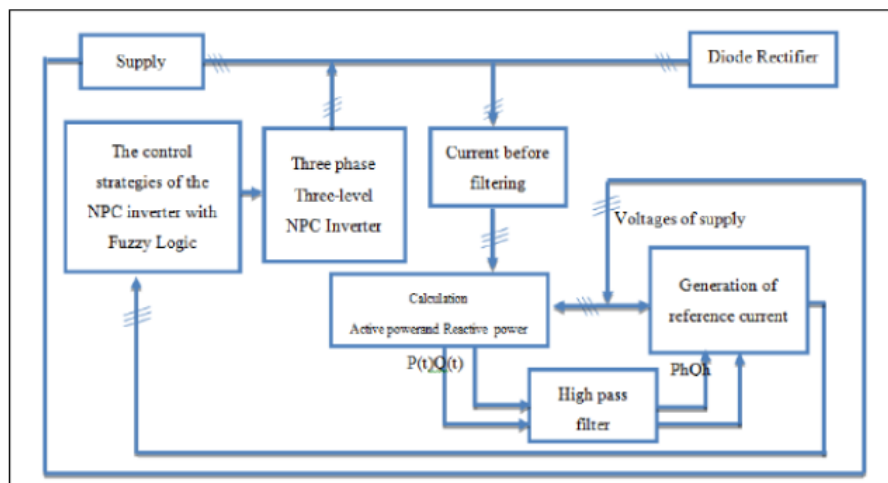 Supply
Diode Rectifier
The control
strategies of the
NPC inverter with
Fuzzy Logic
Three phase
Three-level
NPC Inverter
Current before
filtering
Voltages of supply
Calculation
Active powerand Reactive power
Generation of
reference current
P(t)Q(t)
PhQh
High pass
filter